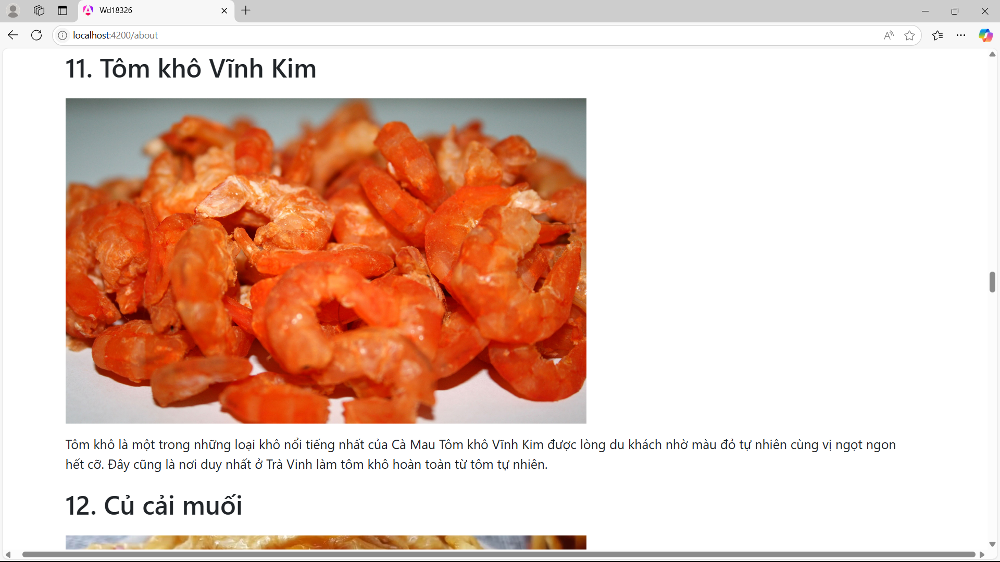 Wd18326
localhost:4200/about
11. Tôm khô Vĩnh Kim
Tôm khô là một trong những loại khô nổi tiếng nhất của Cà Mau Tôm khô Vĩnh Kim được lòng du khách nhờ màu đỏ tự nhiên cùng vị ngọt ngon
hết cỡ. Đây cũng là nơi duy nhất ở Trà Vinh làm tôm khô hoàn toàn từ tôm tự nhiên.
12. Củ cải muối